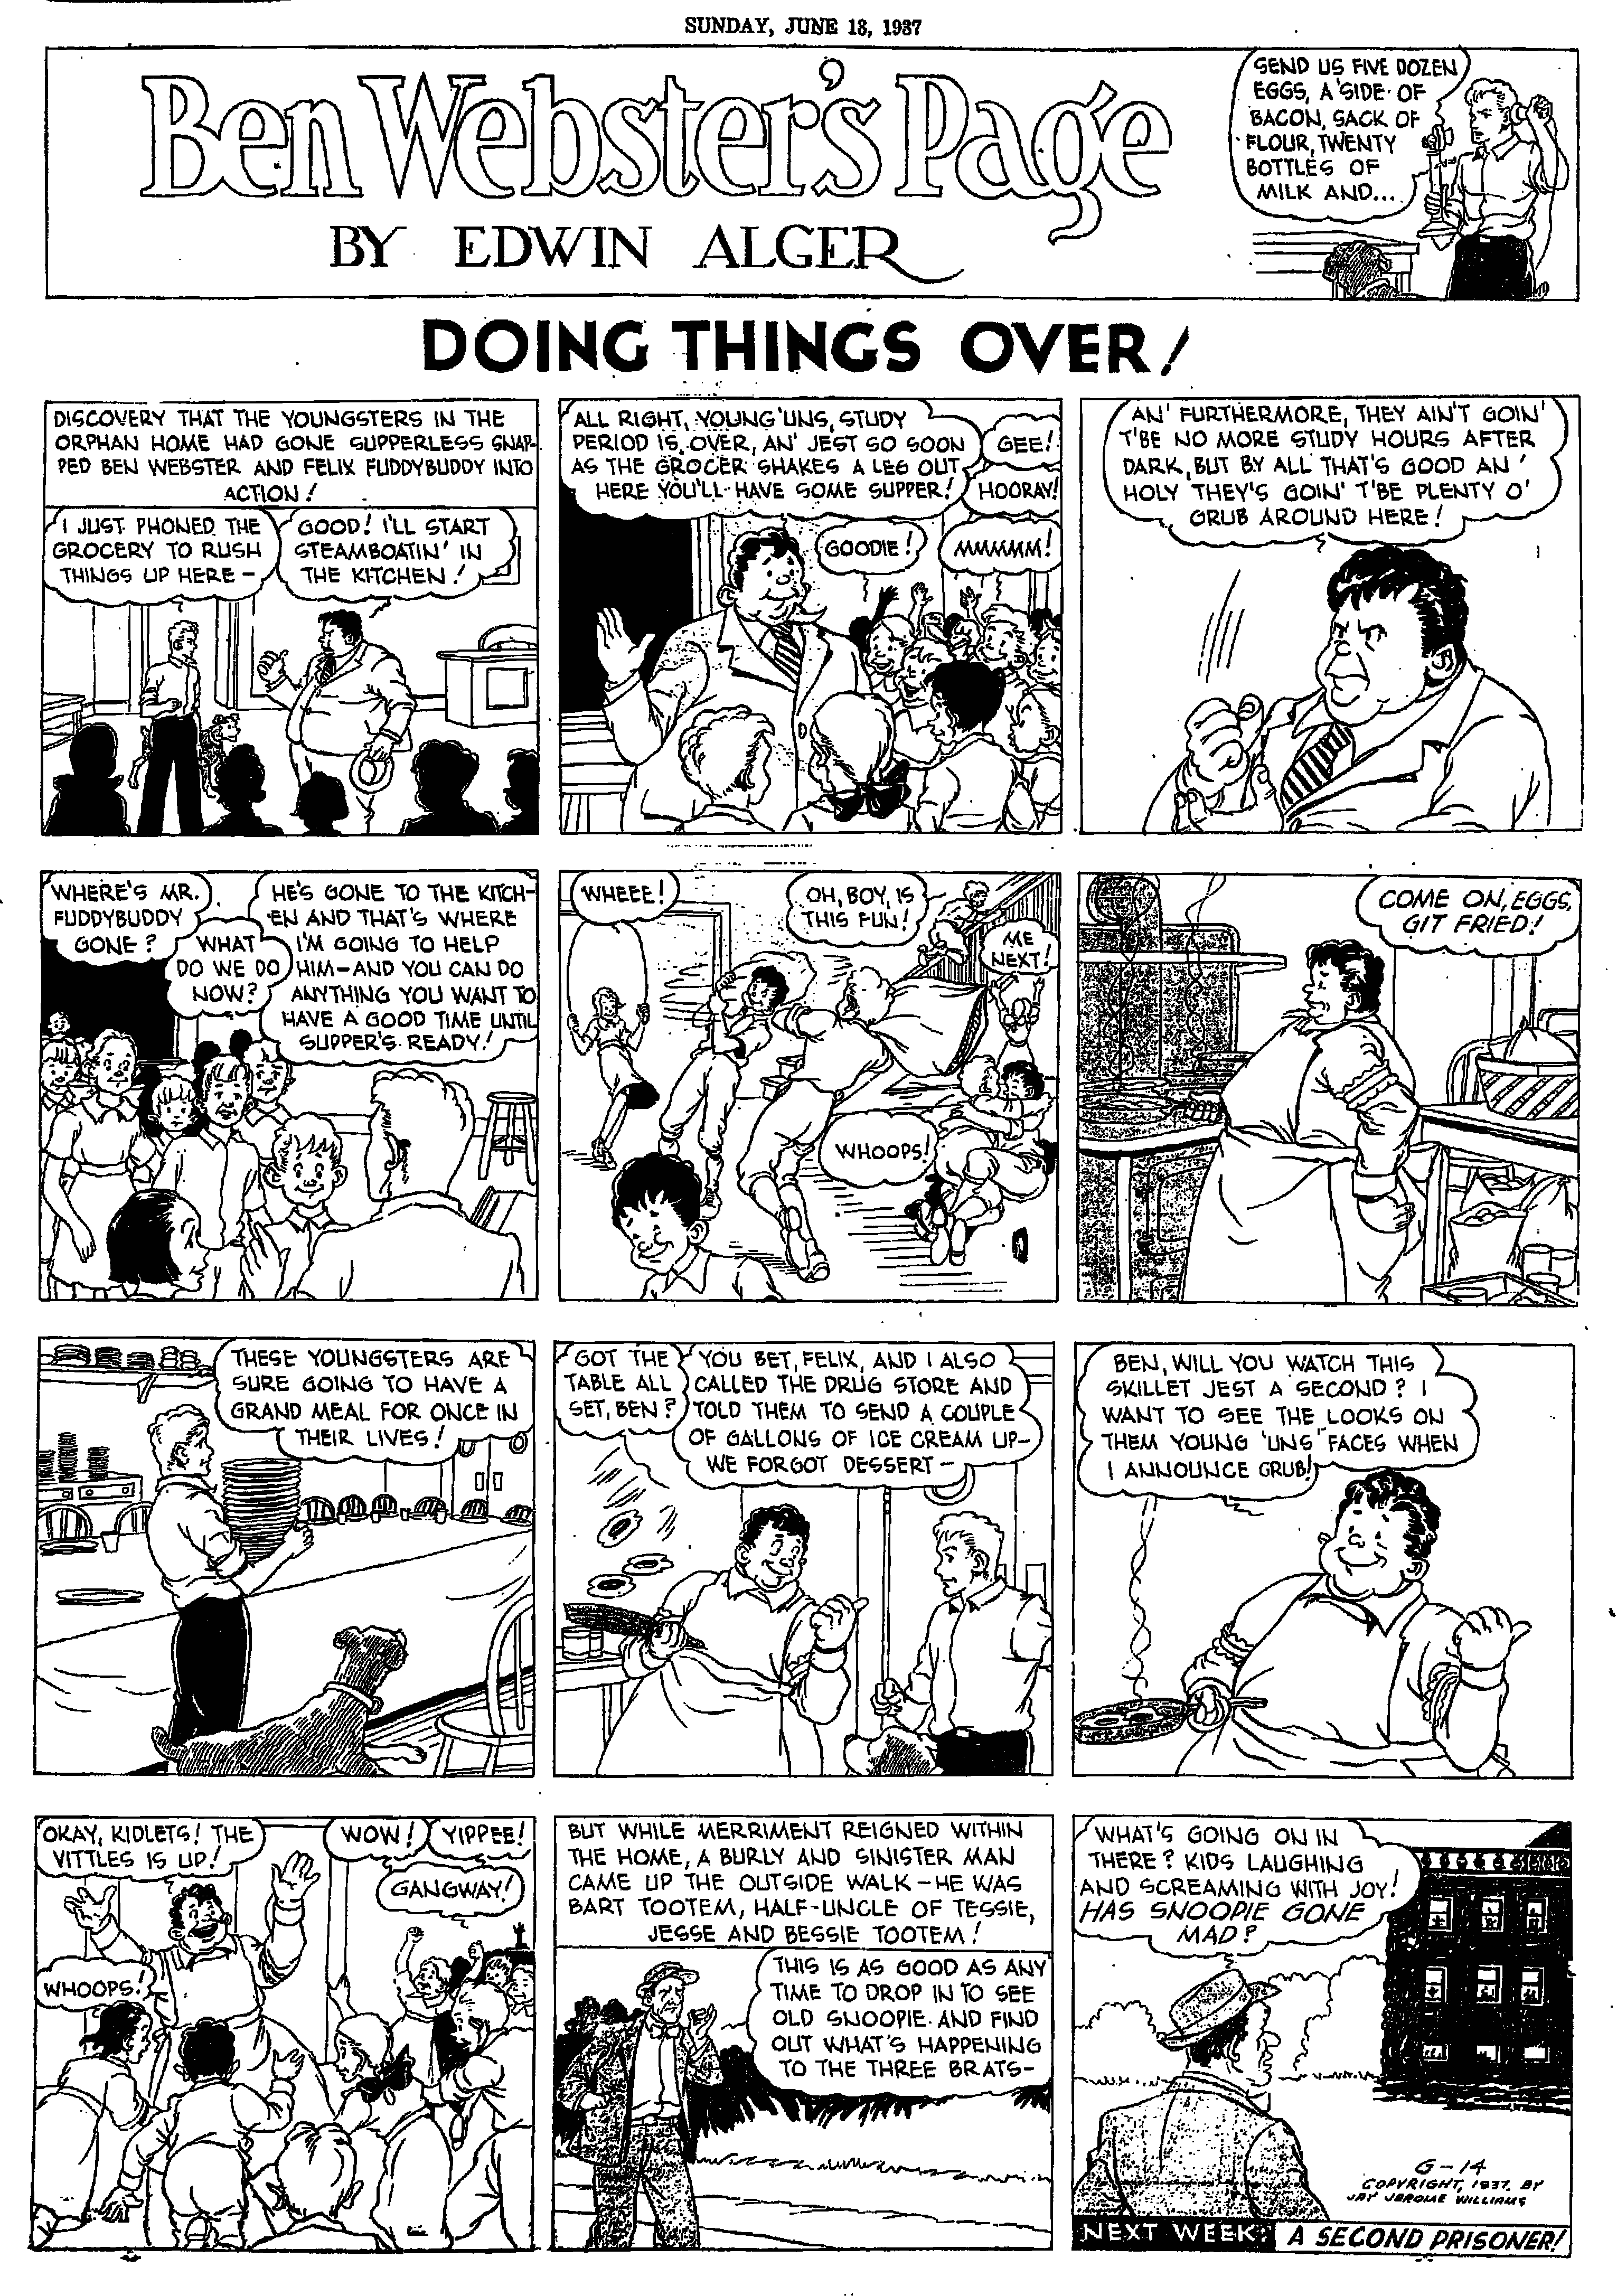 SUNDAY, JUNE 13, 1937
Ben Webster's Page
BY EDWIN ALGER
SEND US FIVE DOZEN
EGGS, A SIDE OF
BACON, SACK OF
FLOUR, TWENTY
BOTTLES OF
MILK AND...
DOING THINGS OVER!
DISCOVERY THAT THE YOUNGSTERS IN THE
ORPHAN HOME HAD GONE SUPPERLESS SNAP-
PED BEN WEBSTER AND FELIX FUDDYBUDDY INTO
ACTION!
I JUST PHONED THE
GROCERY TO RUSH
THINGS UP HERE -
GOOD! I'LL START
STEAMBOATIN' IN
THE KITCHEN!
ALL RIGHT, YOUNG 'UNS, STUDY
PERIOD IS OVER, AN' JEST SO SOON
AS THE GROCER SHAKES A LEG OUT
HERE YOU'LL HAVE SOME SUPPER!
GEE!
HOORAY!
GOODIE!
MMMMM!
AN' FURTHERMORE, THEY AIN'T GOIN'
T'BE NO MORE STUDY HOURS AFTER
DARK, BUT BY ALL THAT'S GOOD AN'
HOLY THEY'S GOIN' T'BE PLENTY O'
GRUB AROUND HERE!
WHERE'S MR.
FUDDYBUDDY
GONE?
WHAT
DO WE DO
NOW?
HE'S GONE TO THE KITCH-
EN AND THAT'S WHERE
I'M GOING TO HELP
HIM - AND YOU CAN DO
ANYTHING YOU WANT TO
HAVE A GOOD TIME UNTIL
SUPPER'S READY!
WHEEE!
OH, BOY, IS
THIS FUN!
ME
NEXT!
WHOOPS!
COME ON, EGGS,
GIT FRIED!
THESE YOUNGSTERS ARE
SURE GOING TO HAVE A
GRAND MEAL FOR ONCE IN
THEIR LIVES!
GOT THE
TABLE ALL
SET, BEN?
YOU BET, FELIX, AND I ALSO
CALLED THE DRUG STORE AND
TOLD THEM TO SEND A COUPLE
OF GALLONS OF ICE CREAM UP-
WE FORGOT DESSERT -
BEN, WILL YOU WATCH THIS
SKILLET JEST A SECOND? I
WANT TO SEE THE LOOKS ON
THEM YOUNG 'UNS' FACES WHEN
I ANNOUNCE GRUB!
OKAY, KIDLETS! THE
VITTLES IS UP!
WOW!
YIPPEE!
GANGWAY!
WHOOPS!
BUT WHILE MERRIMENT REIGNED WITHIN
THE HOME, A BURLY AND SINISTER MAN
CAME UP THE OUTSIDE WALK - HE WAS
BART TOOTEM, HALF-UNCLE OF TESSIE,
JESSE AND BESSIE TOOTEM!
THIS IS AS GOOD AS ANY
TIME TO DROP IN TO SEE
OLD SNOOPIE AND FIND
OUT WHAT'S HAPPENING
TO THE THREE BRATS-
WHAT'S GOING ON IN
THERE? KIDS LAUGHING
AND SCREAMING WITH JOY!
HAS SNOOPIE GONE
MAD?
6-14
COPYRIGHT, 1937, BY
JAY JEROME WILLIAMS
NEXT WEEK: A SECOND PRISONER!